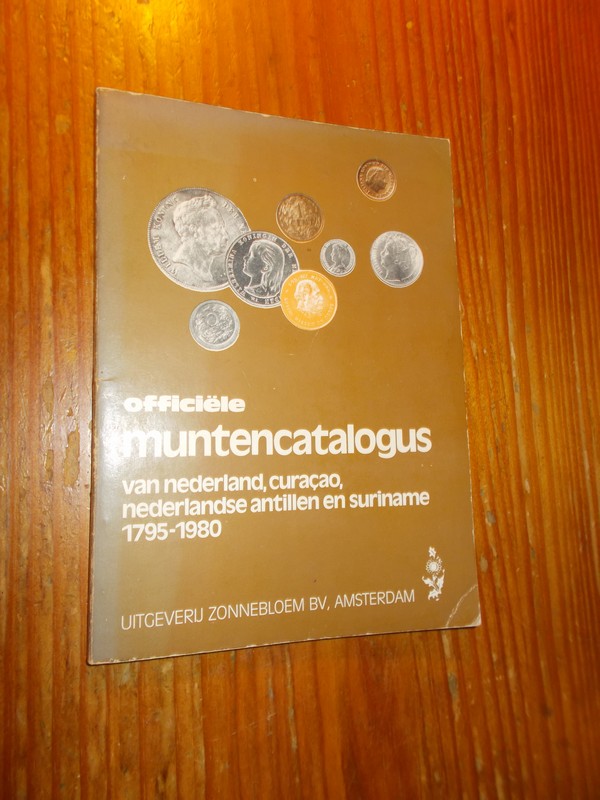 officiële
muntencatalogus
van nederland, curaçao,
nederlandse antillen en suriname
1795-1980
UITGEVERIJ ZONNEBLOEM BV, AMSTERDAM